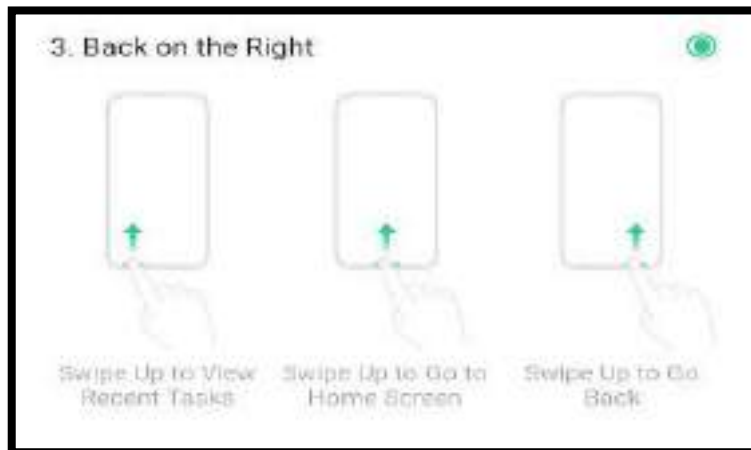 3. Back on the Right
Swipe Up to View
Recent Tasks
Swipe Up to Go to
Home Screen
Swipe Up to Go
Back